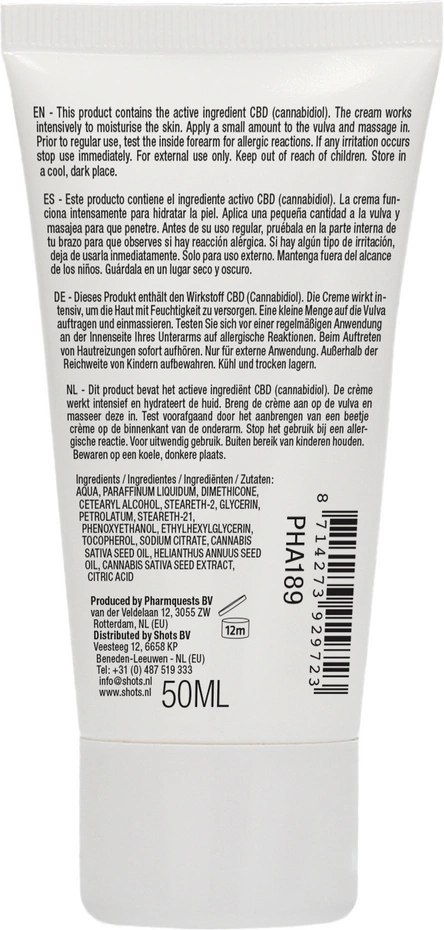 EN - This product contains the active ingredient CBD (cannabidiol). The cream works
intensively to moisturise the skin. Apply a small amount to the vulva and massage in.
Prior to regular use, test the inside forearm for allergic reactions. If any irritation occurs
stop use immediately. For external use only. Keep out of reach of children. Store in
a cool, dark place.
ES - Este producto contiene el ingrediente activo CBD (cannabidiol). La crema fun-
ciona intensamente para hidratar la piel. Aplica una pequeña cantidad a la vulva y
masajea para que penetre. Antes de su uso regular, pruébala en la parte interna de
tu brazo para que observes si hay reacción alérgica. Si hay algún tipo de irritación,
deja de usarla inmediatamente. Solo para uso externo. Mantenga fuera del alcance
de los niños. Guárdala en un lugar seco y oscuro.
DE - Dieses Produkt enthält den Wirkstoff CBD (Cannabidiol). Die Creme wirkt in-
tensiv, um die Haut mit Feuchtigkeit zu versorgen. Eine kleine Menge auf die Vulva
auftragen und einmassieren. Testen Sie sich vor einer regelmäßigen Anwendung
an der Innenseite Ihres Unterarms auf allergische Reaktionen. Beim Auftreten
von Hautreizungen sofort aufhören. Nur für externe Anwendung. Außerhalb der
Reichweite von Kindern aufbewahren. Kühl und trocken lagern.
NL - Dit product bevat het actieve ingrediënt CBD (cannabidiol). De crème
werkt intensief en hydrateert de huid. Breng de crème aan op de vulva en
masseer deze in. Test voorafgaand door het aanbrengen van een beetje
crème op de binnenkant van de onderarm. Stop het gebruik bij een aller-
gische reactie. Voor uitwendig gebruik. Buiten bereik van kinderen houden.
Bewaren op een koele, donkere plaats.
Ingredients / Ingredientes / Ingrediënten / Zutaten:
AQUA, PARAFFINUM LIQUIDUM, DIMETHICONE,
CETEARYL ALCOHOL, STEARETH-2, GLYCERIN,
PETROLATUM, STEARETH-21,
PHENOXYETHANOL, ETHYLHEXYLGLYCERIN,
TOCOPHEROL, SODIUM CITRATE, CANNABIS
SATIVA SEED OIL, HELIANTHUS ANNUUS SEED
OIL, CANNABIS SATIVA SEED EXTRACT,
CITRIC ACID
Produced by Pharmquests BV
van der Veldelaan 12, 3055 ZW
Rotterdam, NL (EU)
Distributed by Shots BV
Veesteeg 12, 6658 KP
Beneden-Leeuwen - NL (EU)
Tel: +31 (0) 487 519 333
info@shots.nl
www.shots.nl
12m
50ML
PHA189
8 714273 929723